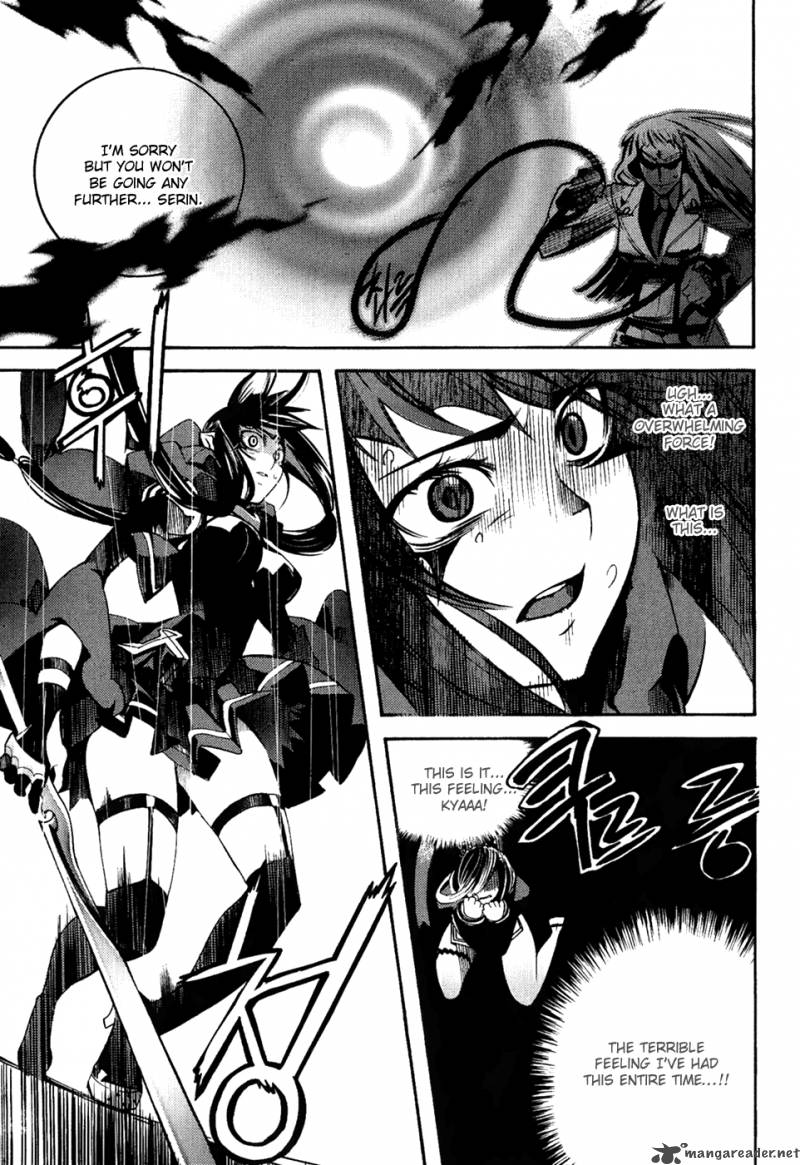 I'M SORRY
BUT YOU WON'T
BE GOING ANY
FURTHER... SERIN.
UGH...
WHAT A
OVERWHELMING
FORCE!
WHAT IS
THIS...
THIS IS IT...
THIS FEELING...
KYAAA!
THE TERRIBLE
FEELING I'VE HAD
THIS ENTIRE TIME...!!
mangareader.net